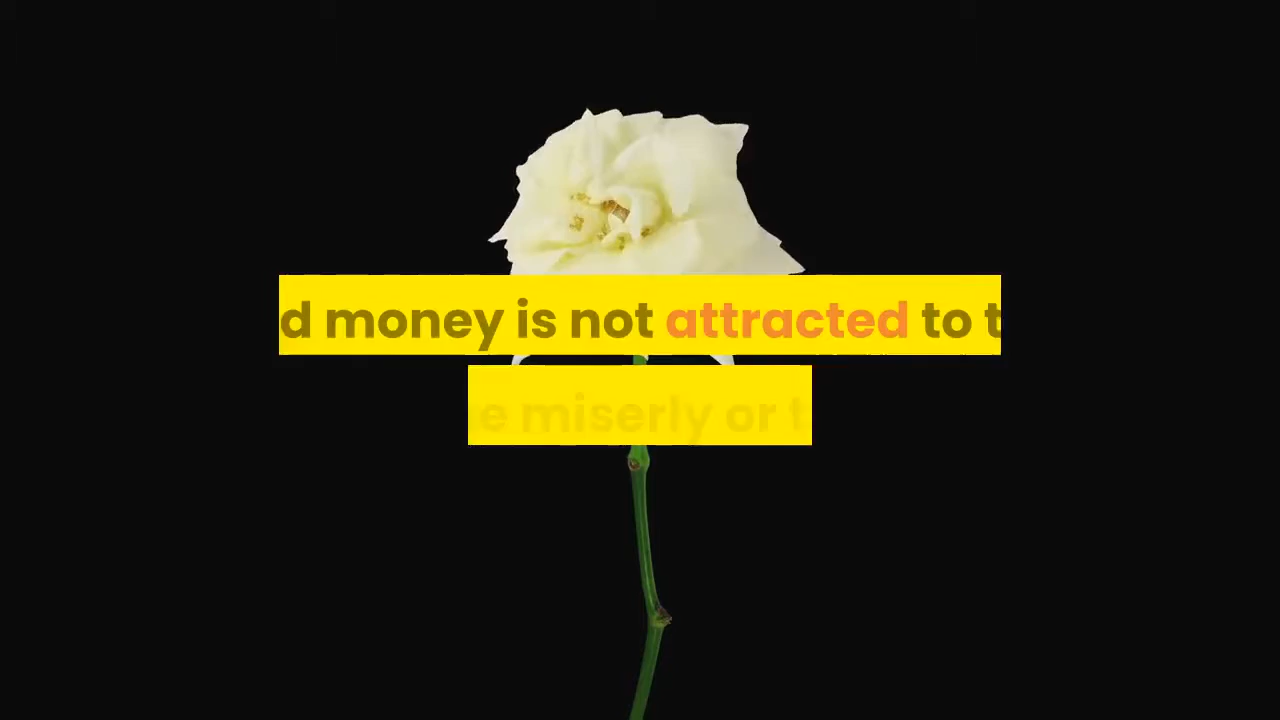 d money is not attracted to t
e miserly or t